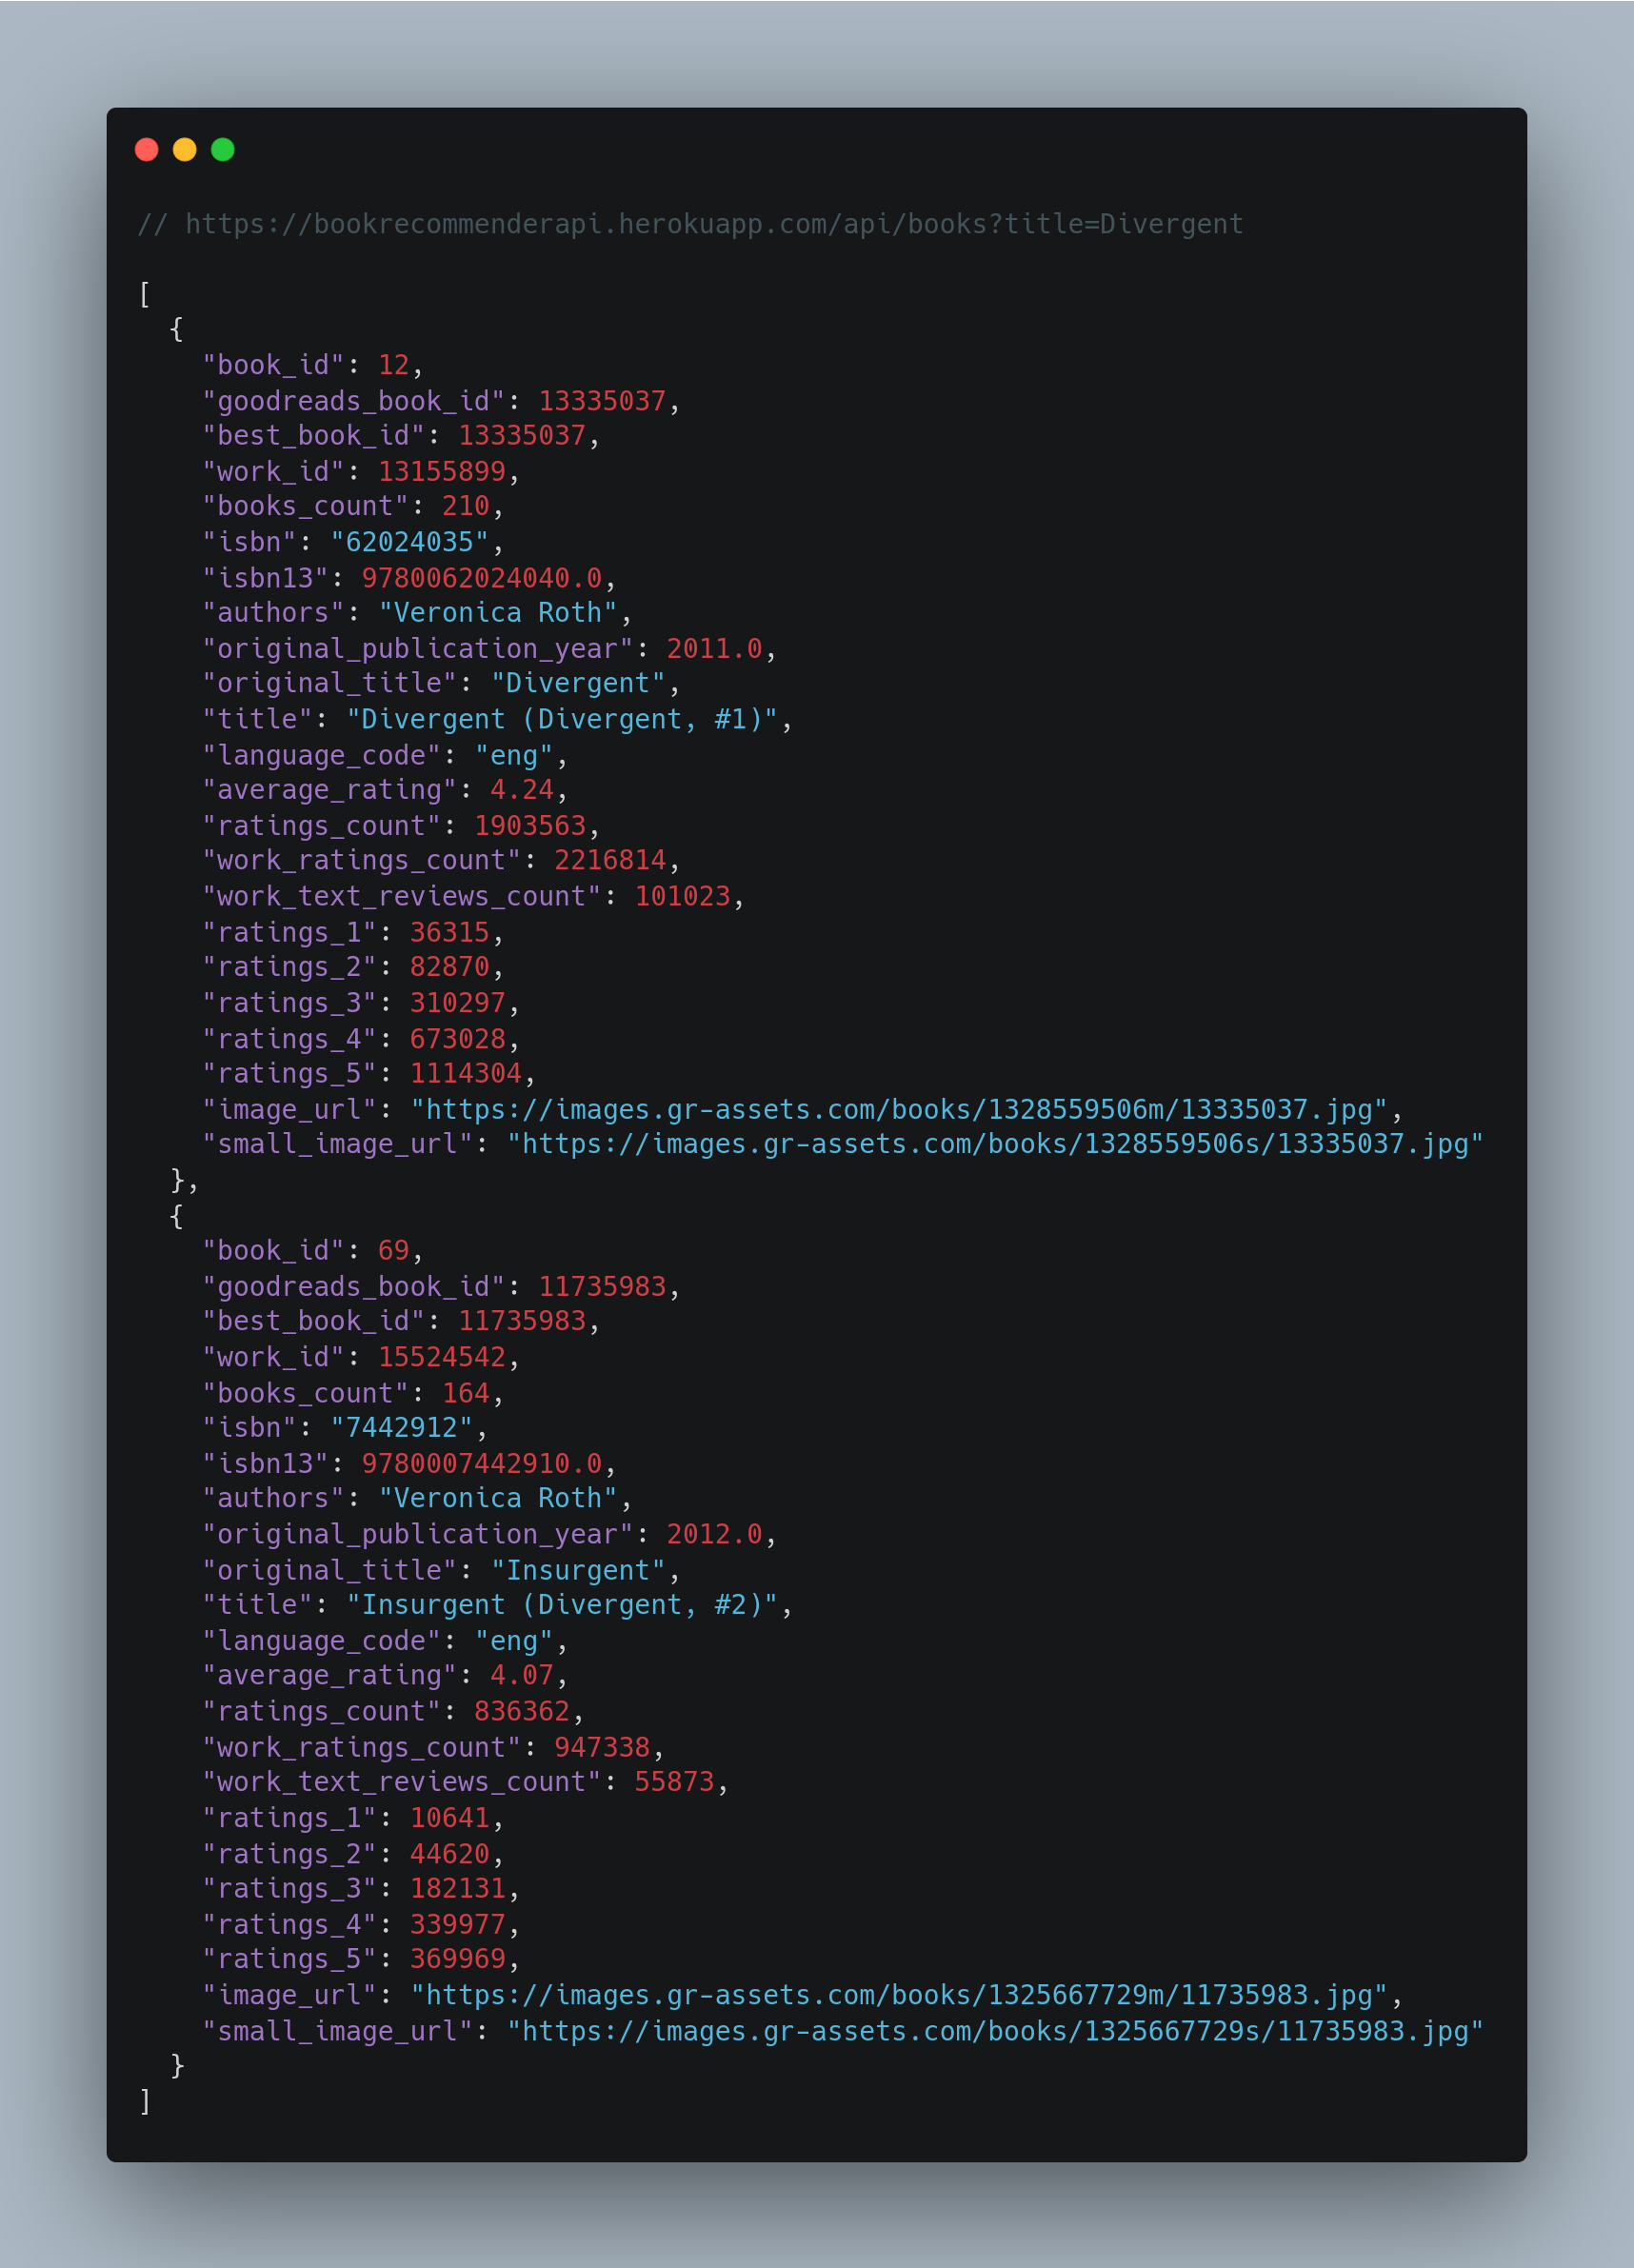 // https://bookrecommenderapi.herokuapp.com/api/books?title=Divergent
[
{
"book_id": 12,
"goodreads_book_id": 13335037,
"best_book_id": 13335037,
"work_id": 13155899,
"books_count": 210,
"isbn": "62024035",
"isbn13": 9780062024040.0,
"authors": "Veronica Roth",
"original_publication_year": 2011.0,
"original_title": "Divergent",
"title": "Divergent (Divergent, #1)",
"language_code": "eng",
"average_rating": 4.24,
"ratings_count": 1903563,
"work_ratings_count": 2216814,
"work_text_reviews_count": 101023,
"ratings_1": 36315,
"ratings_2": 82870,
"ratings_3": 310297,
"ratings_4": 673028,
"ratings_5": 1114304,
"image_url": "https://images.gr-assets.com/books/1328559506m/13335037.jpg",
"small_image_url": "https://images.gr-assets.com/books/1328559506s/13335037.jpg"
},
{
"book_id": 69,
"goodreads_book_id": 11735983,
"best_book_id": 11735983,
"work_id": 15524542,
"books_count": 164,
"isbn": "7442912",
"isbn13": 9780007442910.0,
"authors": "Veronica Roth",
"original_publication_year": 2012.0,
"original_title": "Insurgent",
"title": "Insurgent (Divergent, #2)",
"language_code": "eng",
"average_rating": 4.07,
"ratings_count": 836362,
"work_ratings_count": 947338,
"work_text_reviews_count": 55873,
"ratings_1": 10641,
"ratings_2": 44620,
"ratings_3": 182131,
"ratings_4": 339977,
"ratings_5": 369969,
"image_url": "https://images.gr-assets.com/books/1325667729m/11735983.jpg",
"small_image_url": "https://images.gr-assets.com/books/1325667729s/11735983.jpg"
}
]